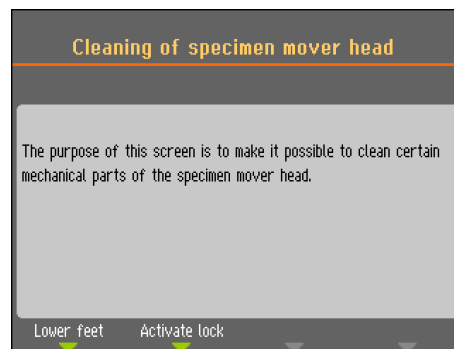 Cleaning of specimen mover head
The purpose of this screen is to make it possible to clean certain
mechanical parts of the specimen mover head.
Lower feet Activate lock